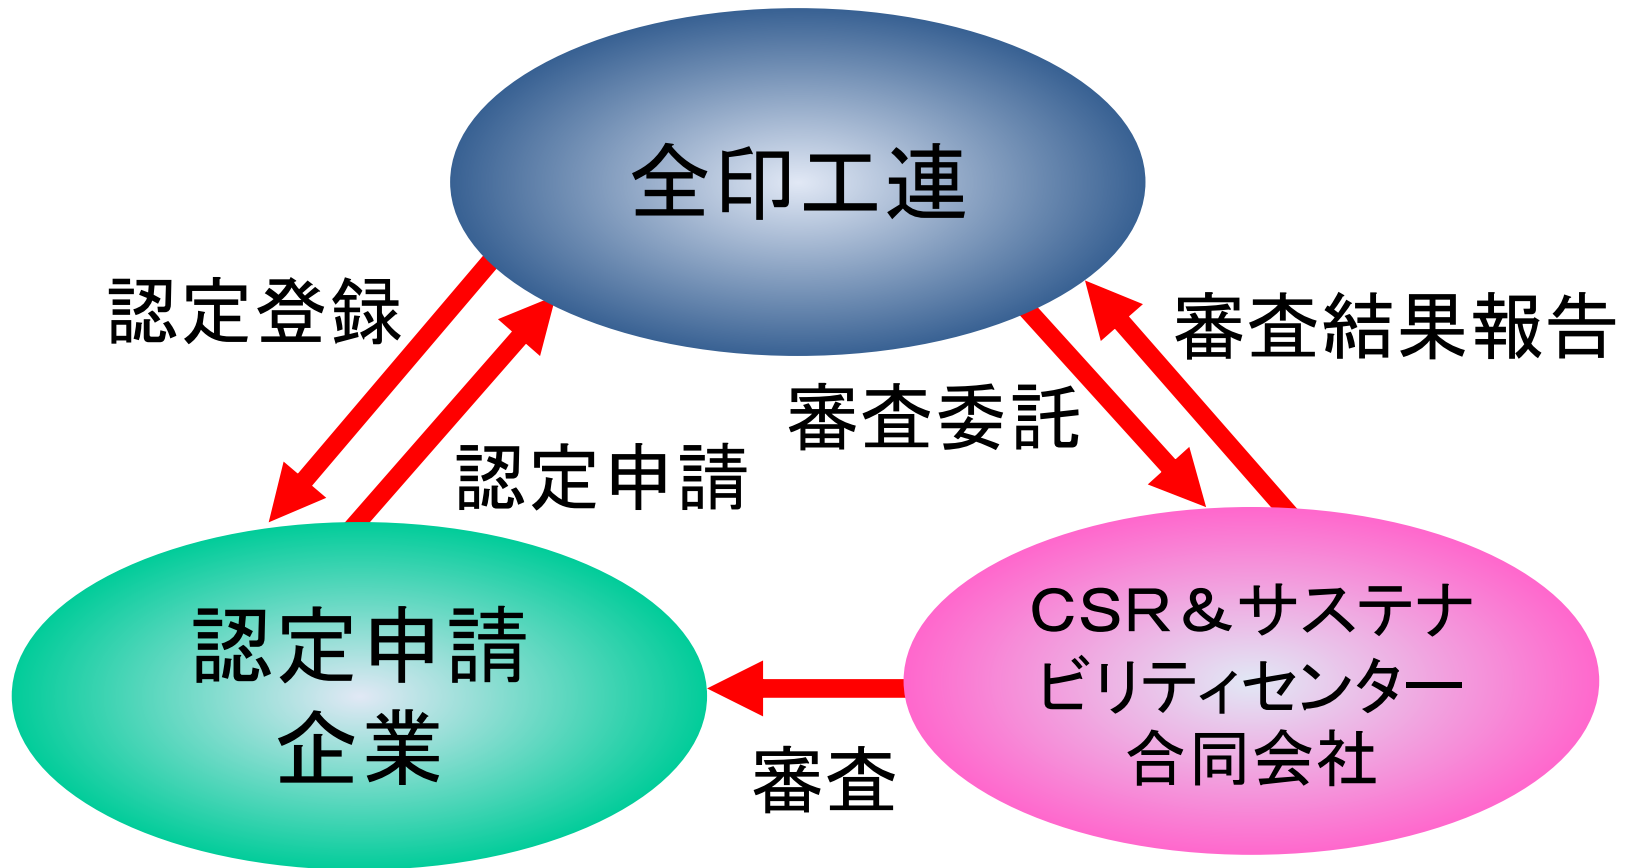 全印工連
認定登録
審査結果報告
審査委託
認定申請
認定申請
企業
CSR＆サステナ
ビリティセンター
合同会社
審査